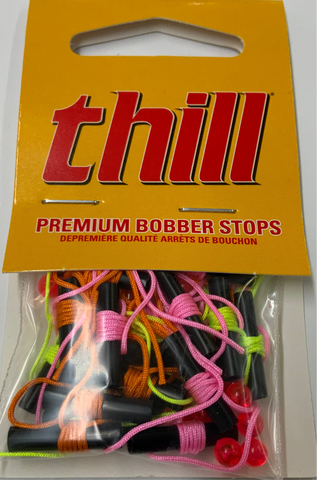 thill
PREMIUM BOBBER STOPS
DEPREMIÈRE QUALITÉ ARRÊTS DE BOUCHON